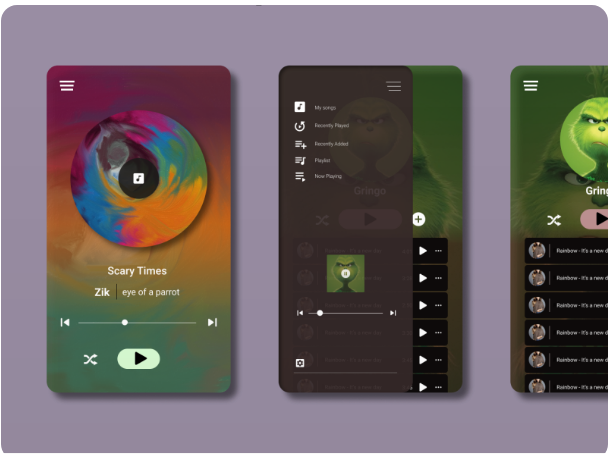 Scary Times
Zik eye of a parrot
My songs
Recently Played
Recently Added
Playlist
Now Playing
Gringo
Gring
Rainbow - It's a new d
Rainbow - It's a new d
Rainbow - It's a new d
Rainbow - It's a new d
Rainbow - It's a new d
Rainbow - It's a new d